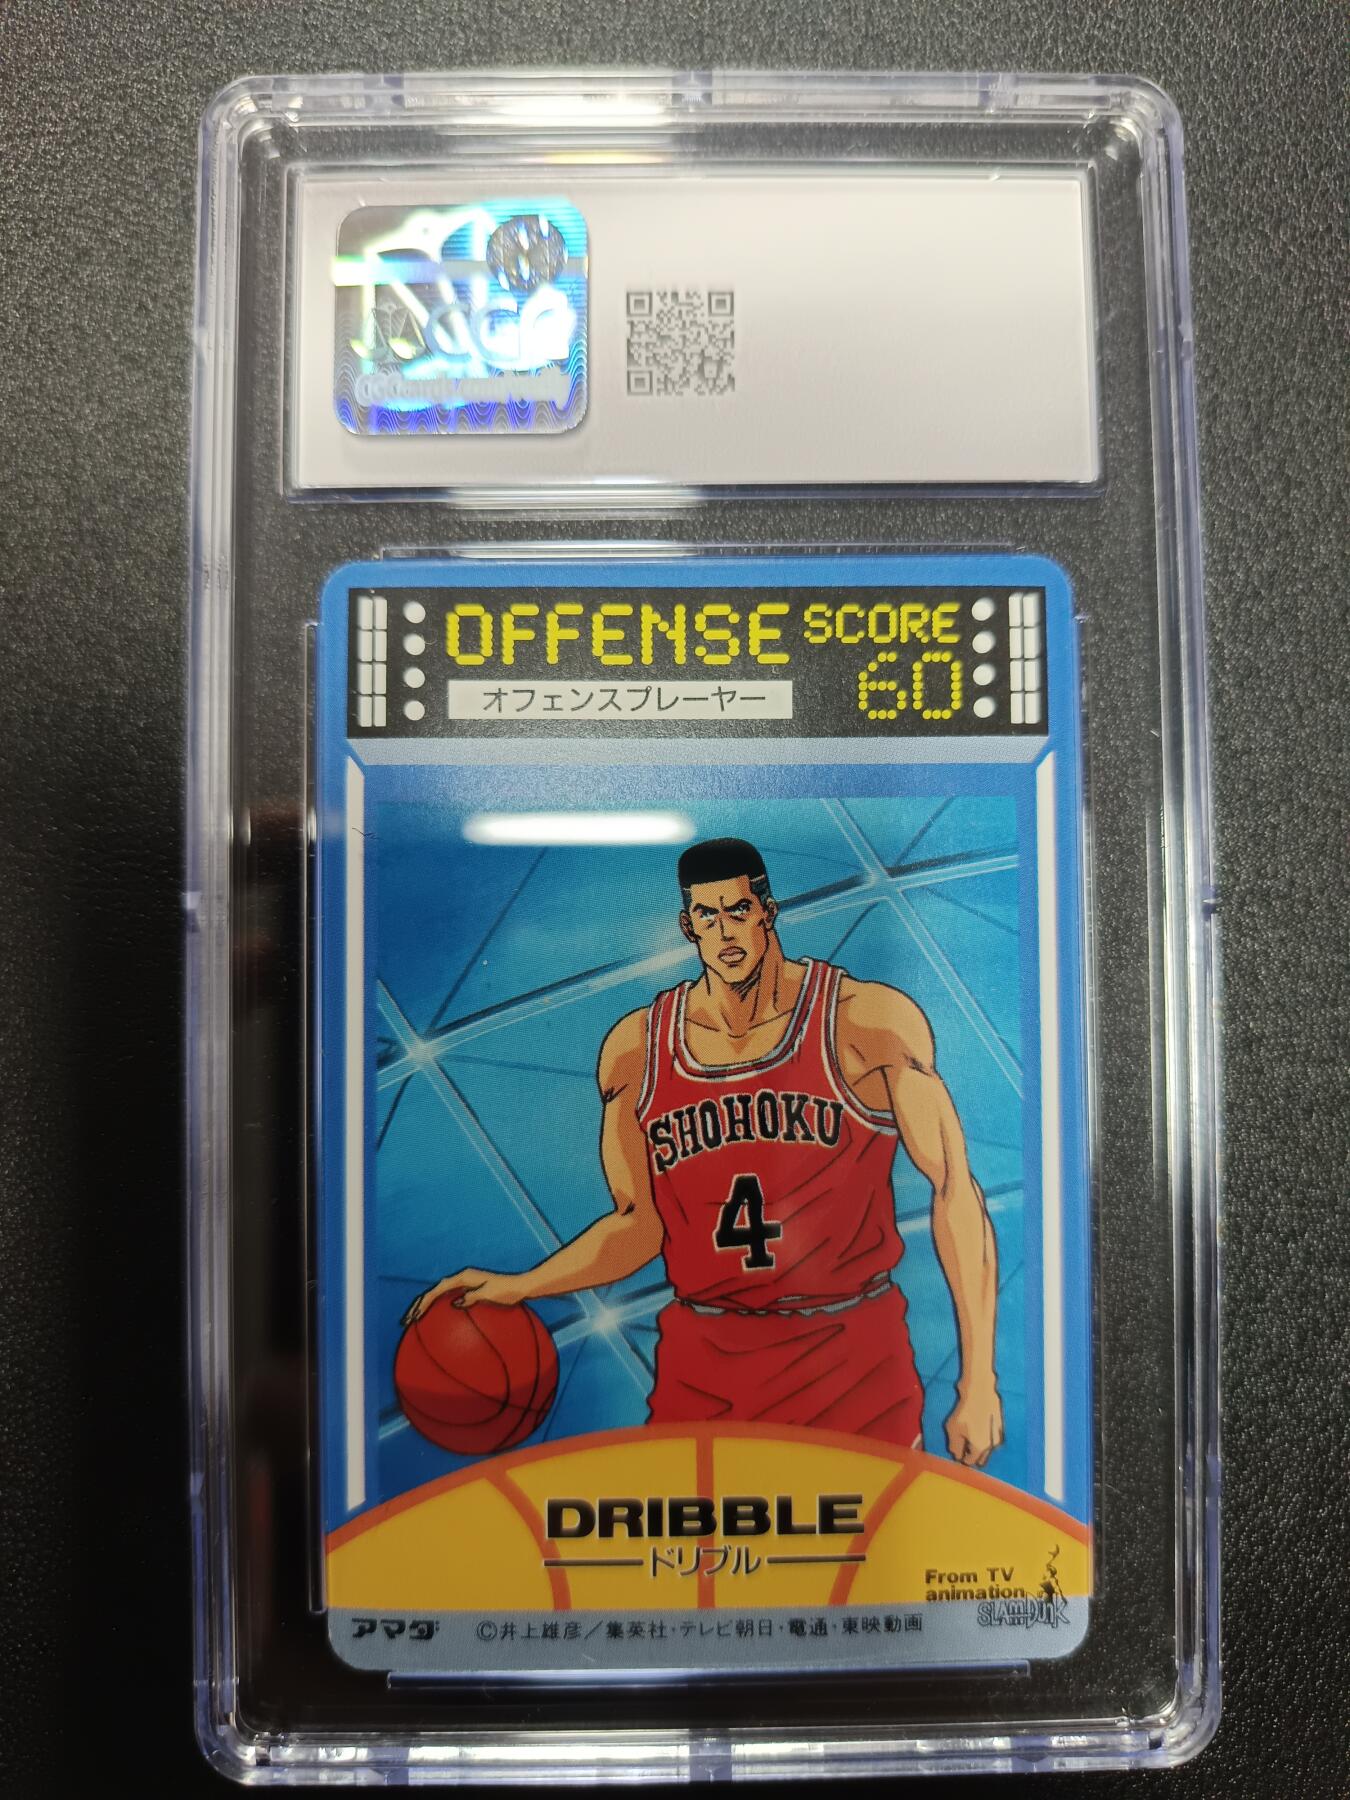 CGC
OFFENSE SCORE
オフェンスプレーヤー 60
SHOHOKU
4
DRIBBLE
ドリブル
From TV
animation
SLAM DUNK
アマダ ©井上雄彦／集英社・テレビ朝日・電通・東映動画